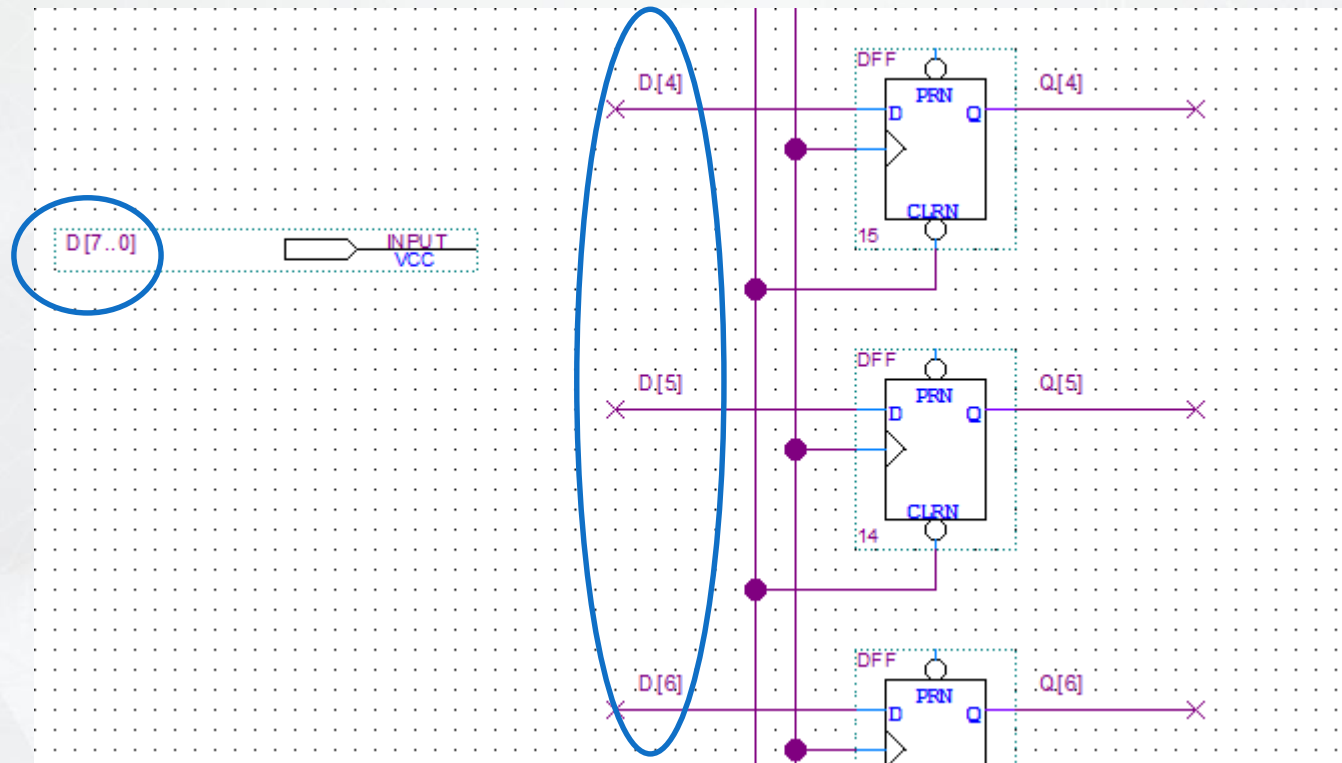 DFF
D[4]
Q[4]
PRN
D Q
CLRN
15
D[7..0]
INPUT
VCC
DFF
D[5]
Q[5]
PRN
D Q
CLRN
14
DFF
D[6]
Q[6]
PRN
D Q